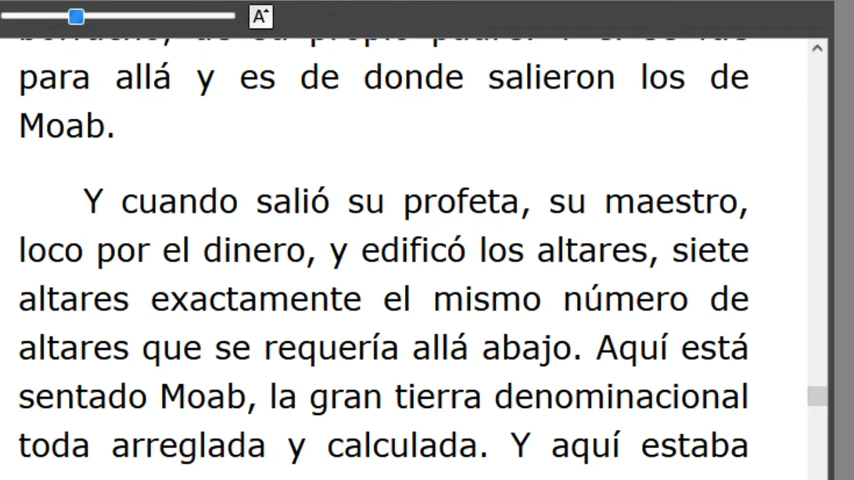 A
para allá y es de donde salieron los de
Moab.
Y cuando salió su profeta, su maestro,
loco por el dinero, y edificó los altares, siete
altares exactamente el mismo número de
altares que se requería allá abajo. Aquí está
sentado Moab, la gran tierra denominacional
toda arreglada y calculada. Y aquí estaba